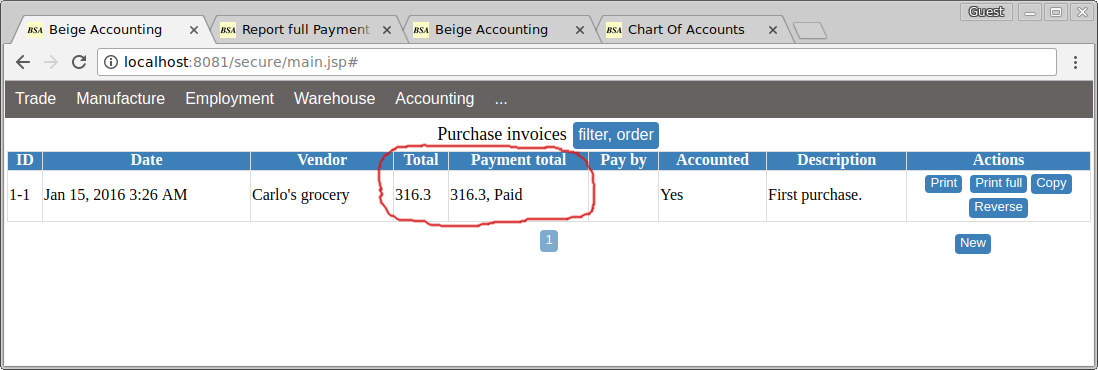 Guest
BSA Beige Accounting BSA Report full Payment BSA Beige Accounting BSA Chart Of Accounts
localhost:8081/secure/main.jsp#
Trade Manufacture Employment Warehouse Accounting ...
Purchase invoices filter, order
ID Date Vendor Total Payment total Pay by Accounted Description Actions
1-1 Jan 15, 2016 3:26 AM Carlo's grocery 316.3 316.3, Paid Yes First purchase. Print Print full Copy
Reverse
1 New